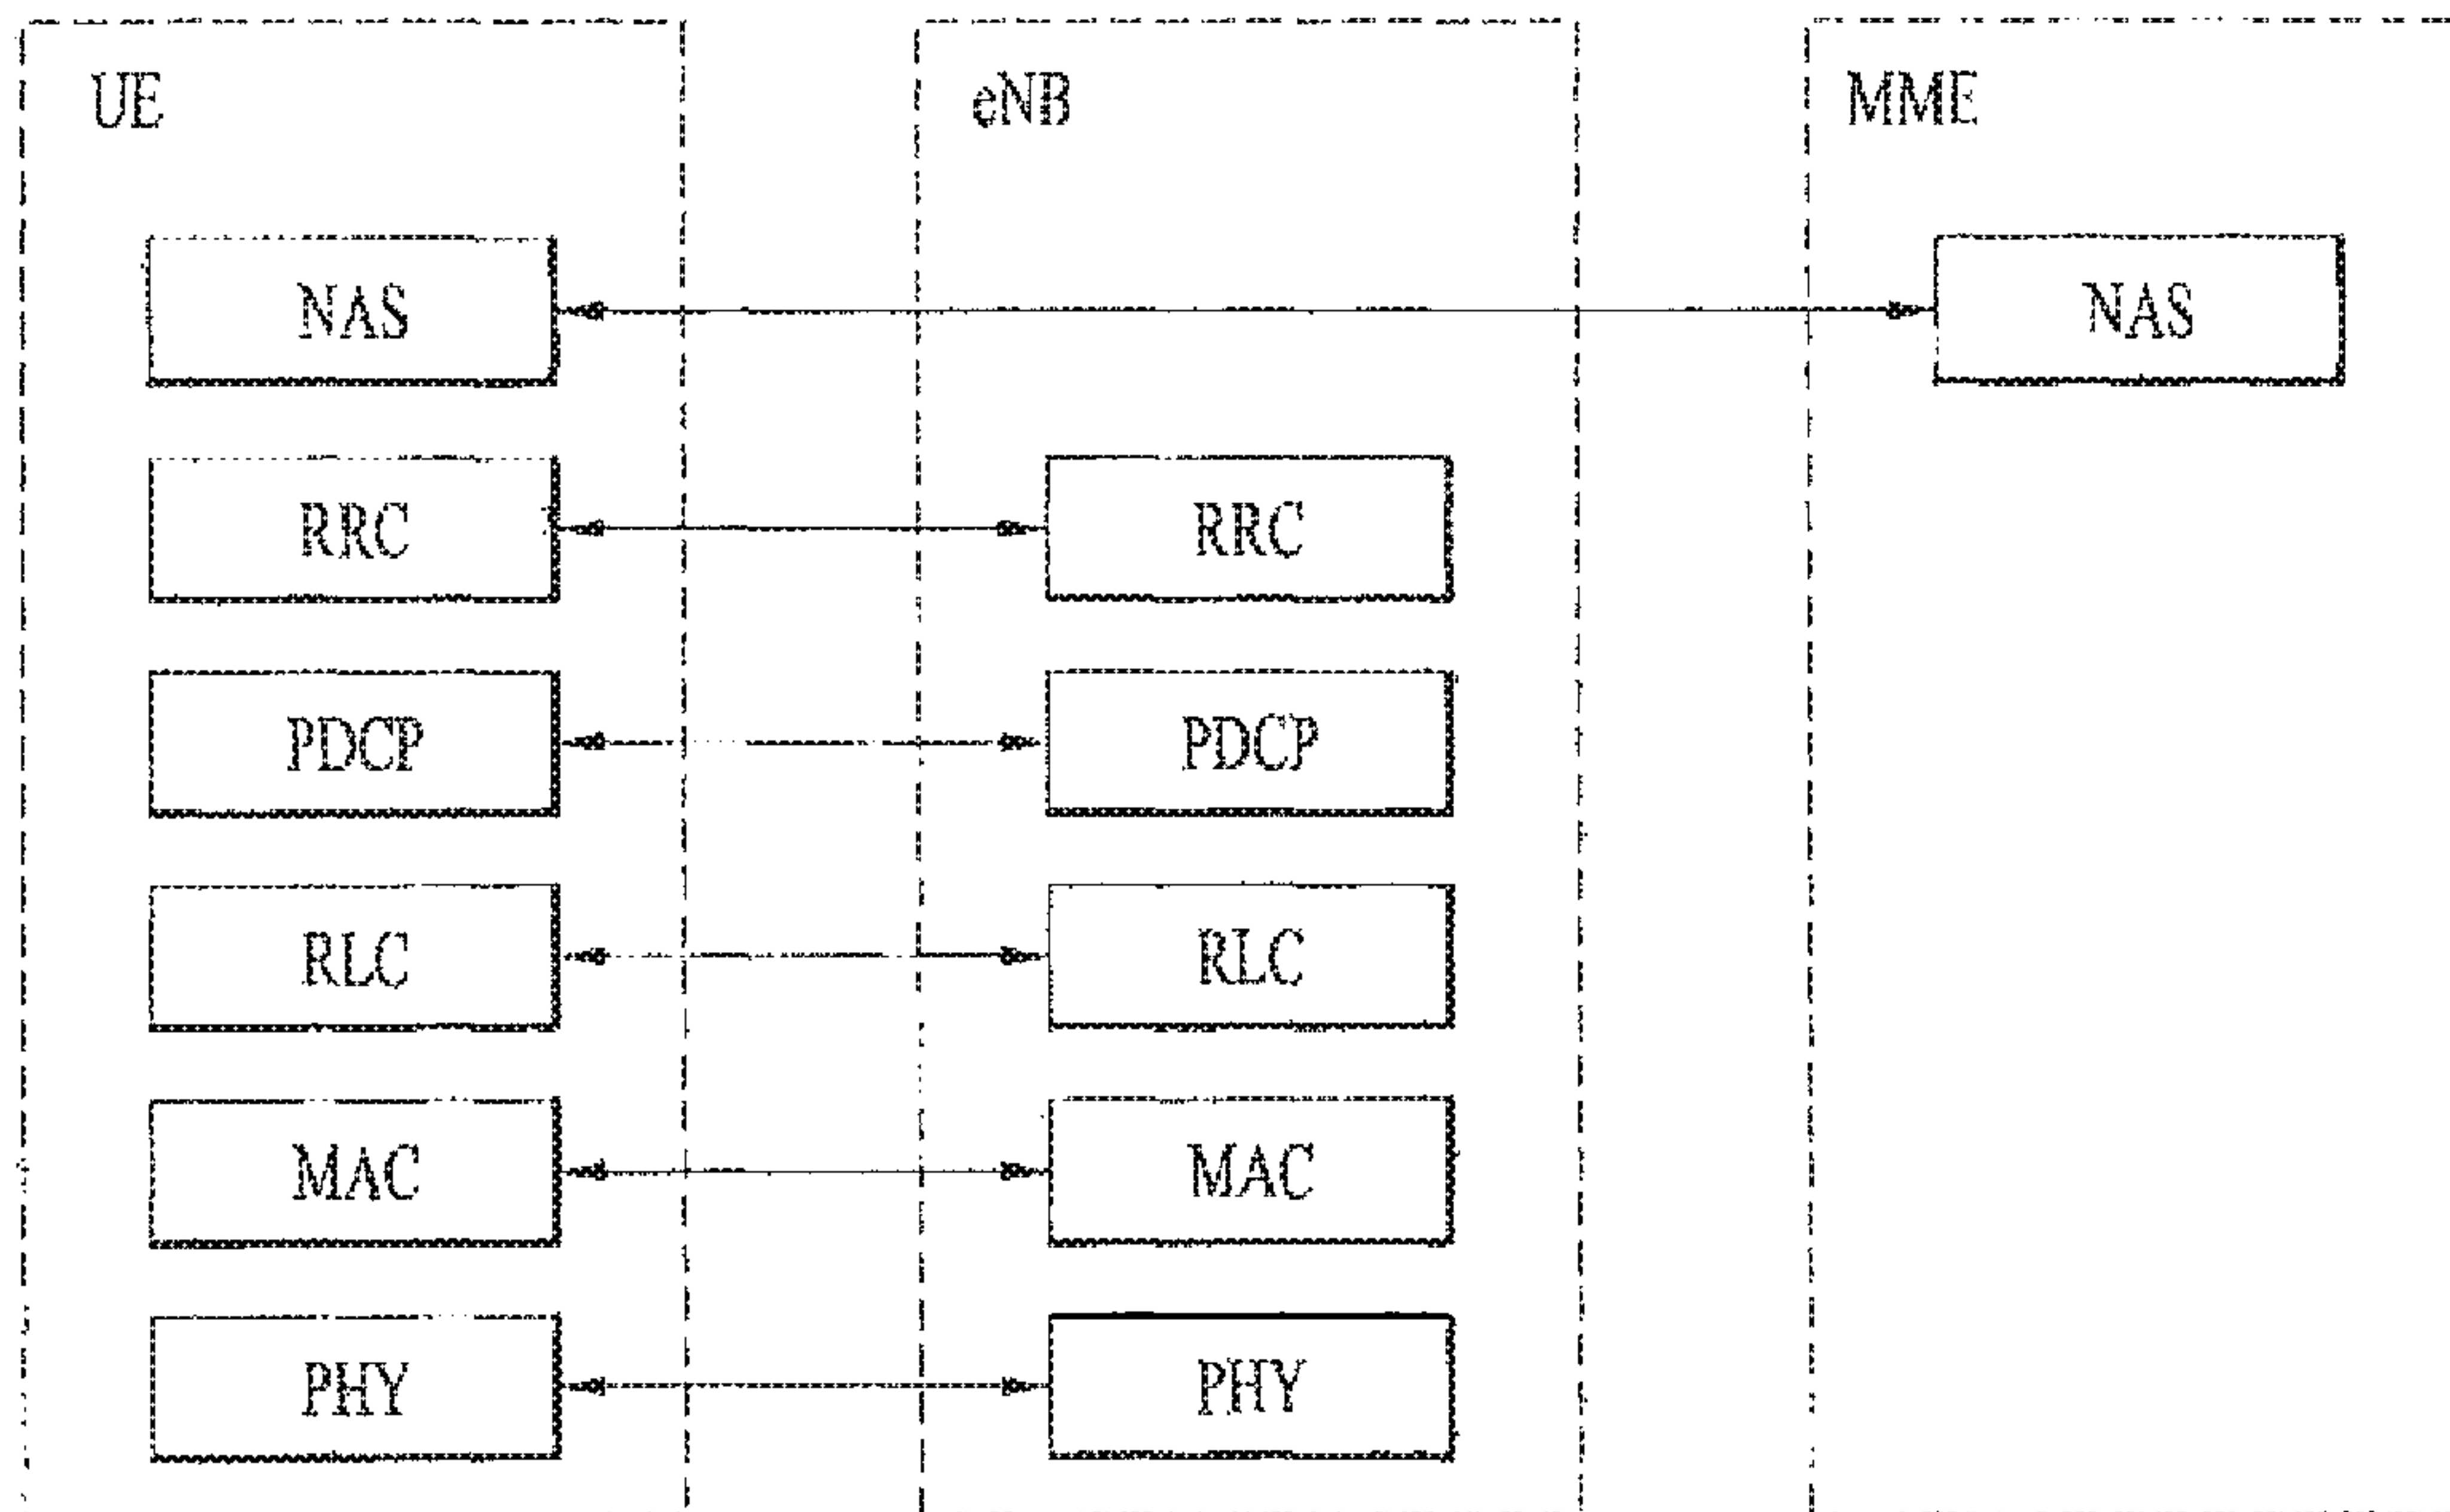 UE eNB MME
NAS NAS
RRC RRC
PDCP PDCP
RLC RLC
MAC MAC
PHY PHY